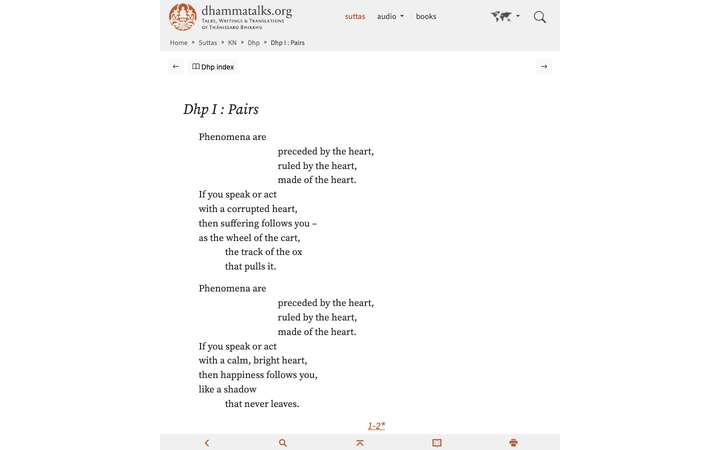 dhammatalks.org
Talks, Writings & Translations
of Ṭhānissaro Bhikkhu
suttas audio books
Home Suttas KN Dhp Dhp I : Pairs
← Dhp index →
Dhp I : Pairs
Phenomena are
preceded by the heart,
ruled by the heart,
made of the heart.
If you speak or act
with a corrupted heart,
then suffering follows you –
as the wheel of the cart,
the track of the ox
that pulls it.
Phenomena are
preceded by the heart,
ruled by the heart,
made of the heart.
If you speak or act
with a calm, bright heart,
then happiness follows you,
like a shadow
that never leaves.
1-2*